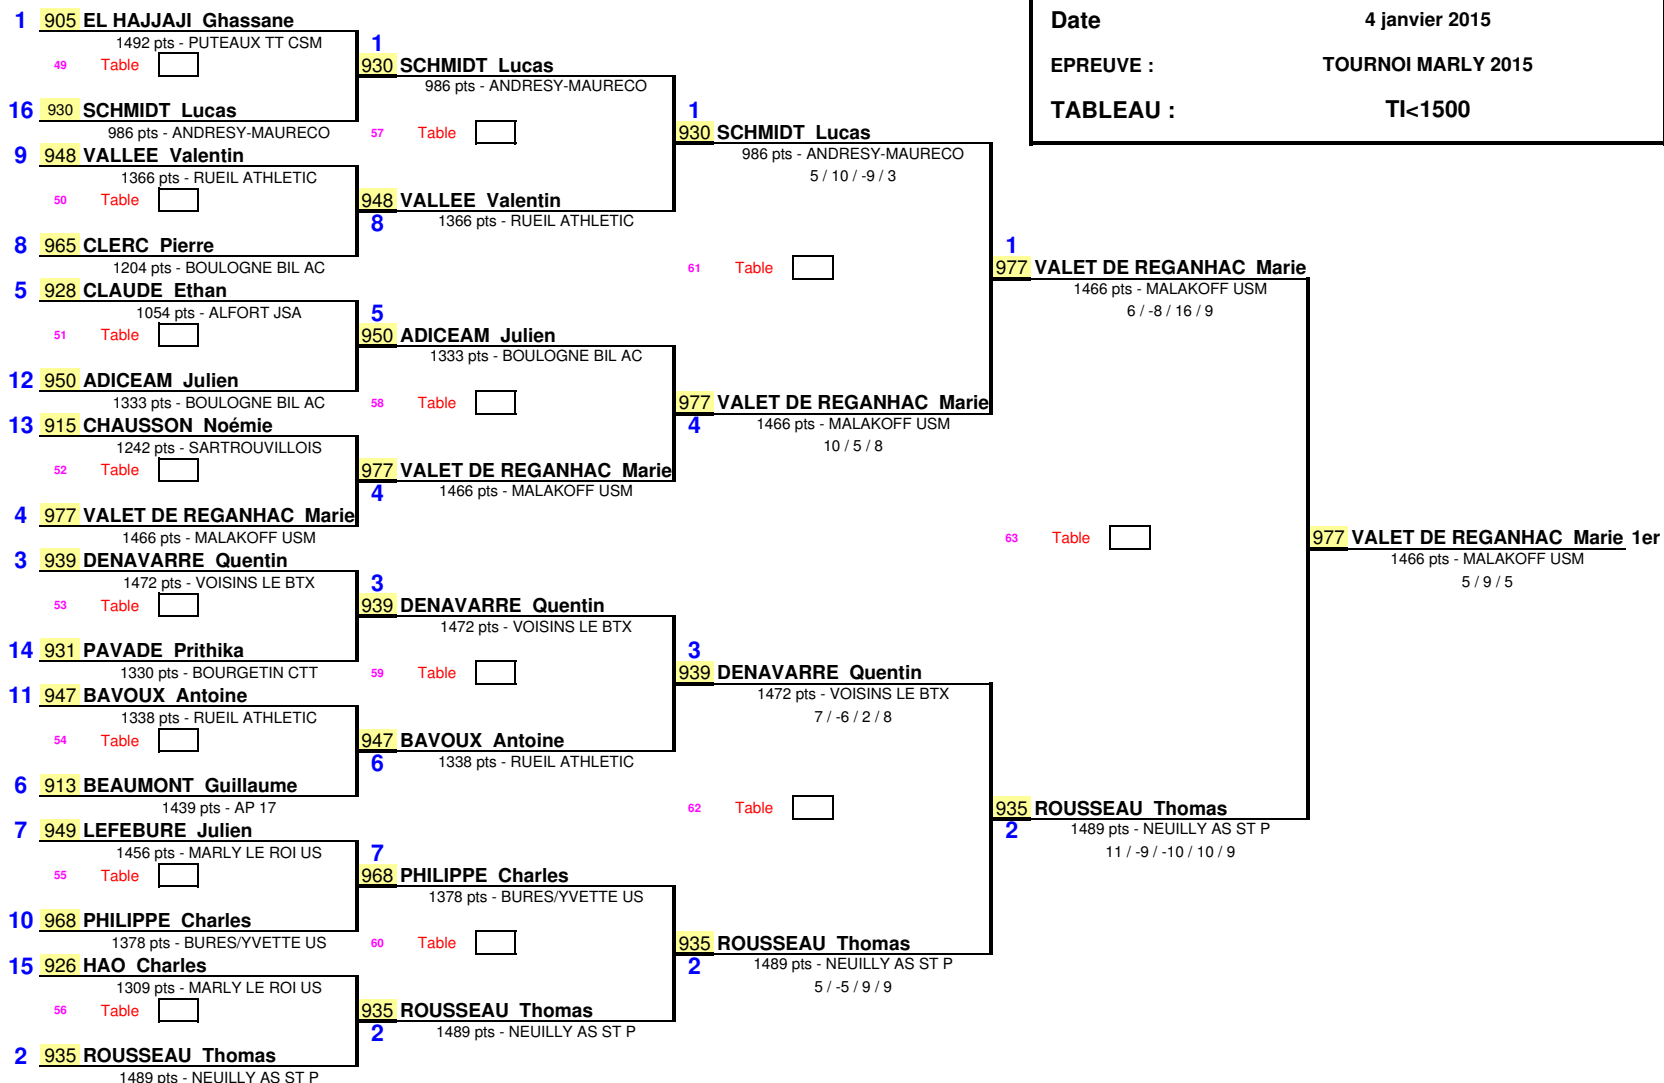 Date 4 janvier 2015
EPREUVE : TOURNOI MARLY 2015
TABLEAU : TI<1500
1 905 EL HAJJAJI Ghassane
1492 pts - PUTEAUX TT CSM
49 Table
16 930 SCHMIDT Lucas
986 pts - ANDRESY-MAURECO
9 948 VALLEE Valentin
1366 pts - RUEIL ATHLETIC
50 Table
8 965 CLERC Pierre
1204 pts - BOULOGNE BIL AC
5 928 CLAUDE Ethan
1054 pts - ALFORT JSA
51 Table
12 950 ADICEAM Julien
1333 pts - BOULOGNE BIL AC
13 915 CHAUSSON Noémie
1242 pts - SARTROUVILLOIS
52 Table
4 977 VALET DE REGANHAC Marie
1466 pts - MALAKOFF USM
3 939 DENAVARRE Quentin
1472 pts - VOISINS LE BTX
53 Table
14 931 PAVADE Prithika
1330 pts - BOURGETIN CTT
11 947 BAVOUX Antoine
1338 pts - RUEIL ATHLETIC
54 Table
6 913 BEAUMONT Guillaume
1439 pts - AP 17
7 949 LEFEBURE Julien
1456 pts - MARLY LE ROI US
55 Table
10 968 PHILIPPE Charles
1378 pts - BURES/YVETTE US
15 926 HAO Charles
1309 pts - MARLY LE ROI US
56 Table
2 935 ROUSSEAU Thomas
1489 pts - NEUILLY AS ST P
1
930 SCHMIDT Lucas
986 pts - ANDRESY-MAURECO
57 Table
948 VALLEE Valentin
8 1366 pts - RUEIL ATHLETIC
5
950 ADICEAM Julien
1333 pts - BOULOGNE BIL AC
58 Table
977 VALET DE REGANHAC Marie
4 1466 pts - MALAKOFF USM
3
939 DENAVARRE Quentin
1472 pts - VOISINS LE BTX
59 Table
947 BAVOUX Antoine
6 1338 pts - RUEIL ATHLETIC
7
968 PHILIPPE Charles
1378 pts - BURES/YVETTE US
60 Table
935 ROUSSEAU Thomas
2 1489 pts - NEUILLY AS ST P
1
930 SCHMIDT Lucas
986 pts - ANDRESY-MAURECO
5 / 10 / -9 / 3
61 Table
977 VALET DE REGANHAC Marie
4 1466 pts - MALAKOFF USM
10 / 5 / 8
3
939 DENAVARRE Quentin
1472 pts - VOISINS LE BTX
7 / -6 / 2 / 8
62 Table
935 ROUSSEAU Thomas
2 1489 pts - NEUILLY AS ST P
5 / -5 / 9 / 9
1
977 VALET DE REGANHAC Marie
1466 pts - MALAKOFF USM
6 / -8 / 16 / 9
63 Table
935 ROUSSEAU Thomas
2 1489 pts - NEUILLY AS ST P
11 / -9 / -10 / 10 / 9
977 VALET DE REGANHAC Marie 1er
1466 pts - MALAKOFF USM
5 / 9 / 5